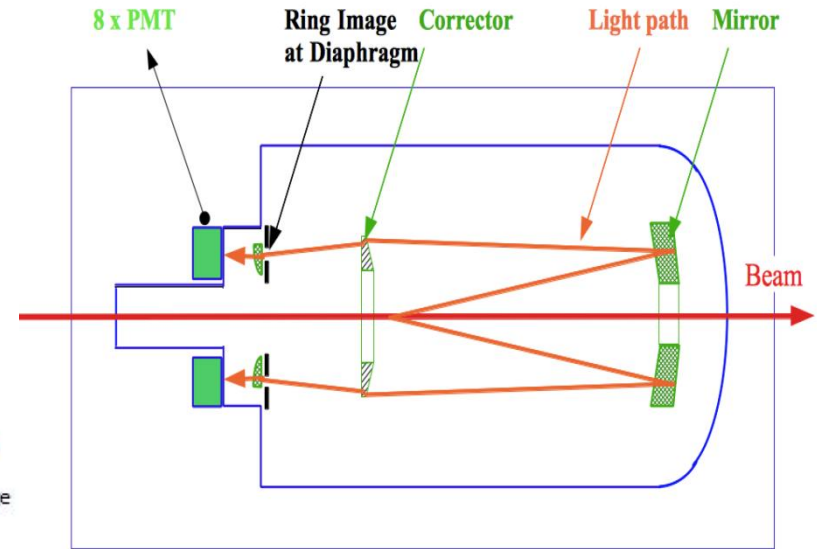 8 x PMT
Ring Image
at Diaphragm
Corrector
Light path
Mirror
Beam
e